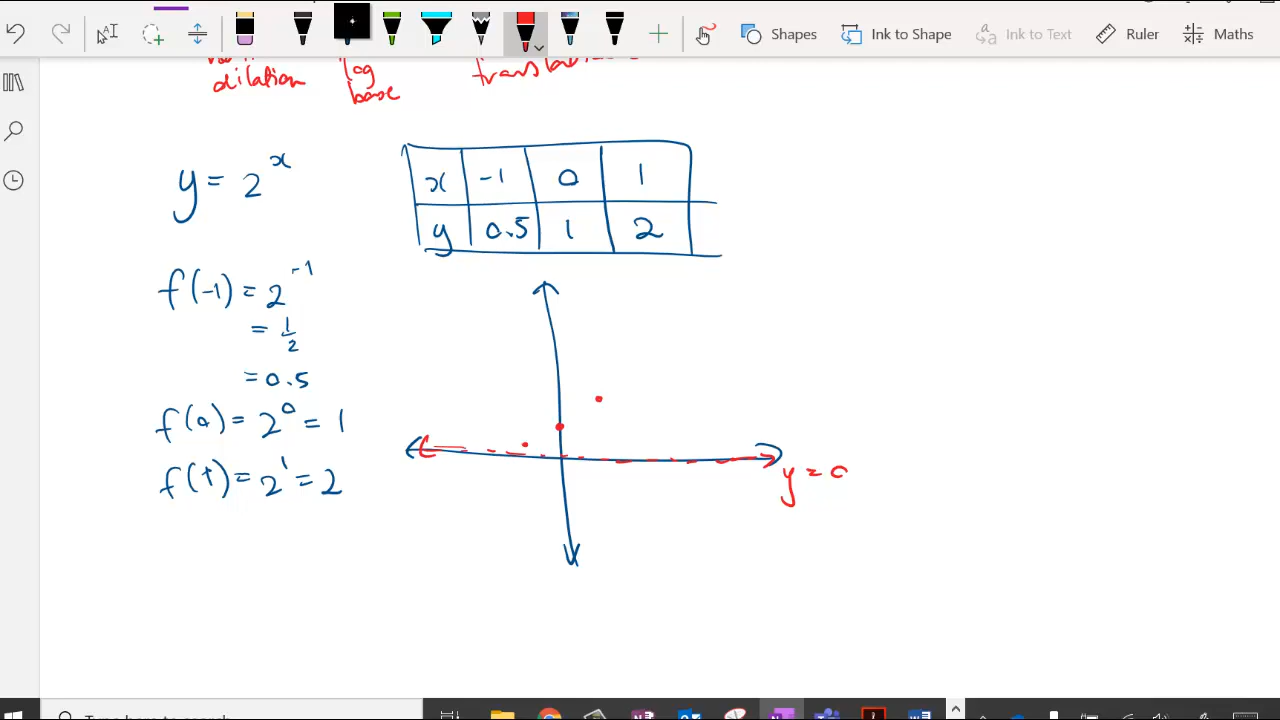 Shapes Ink to Shape Ink to Text Ruler Maths
dilation log base
y = 2^x
x -1 0 1
y 0.5 1 2
f(-1) = 2^-1
= 1/2
= 0.5
f(0) = 2^0 = 1
f(1) = 2^1 = 2
y = 0